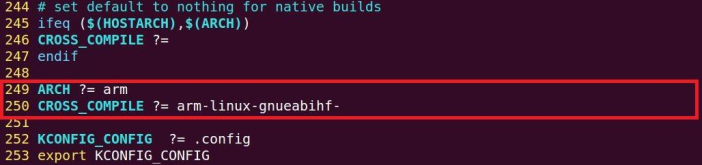 244 # set default to nothing for native builds
245 ifeq ($(HOSTARCH),$(ARCH))
246 CROSS_COMPILE ?=
247 endif
248
249 ARCH ?= arm
250 CROSS_COMPILE ?= arm-linux-gnueabihf-
251
252 KCONFIG_CONFIG  ?= .config
253 export KCONFIG_CONFIG